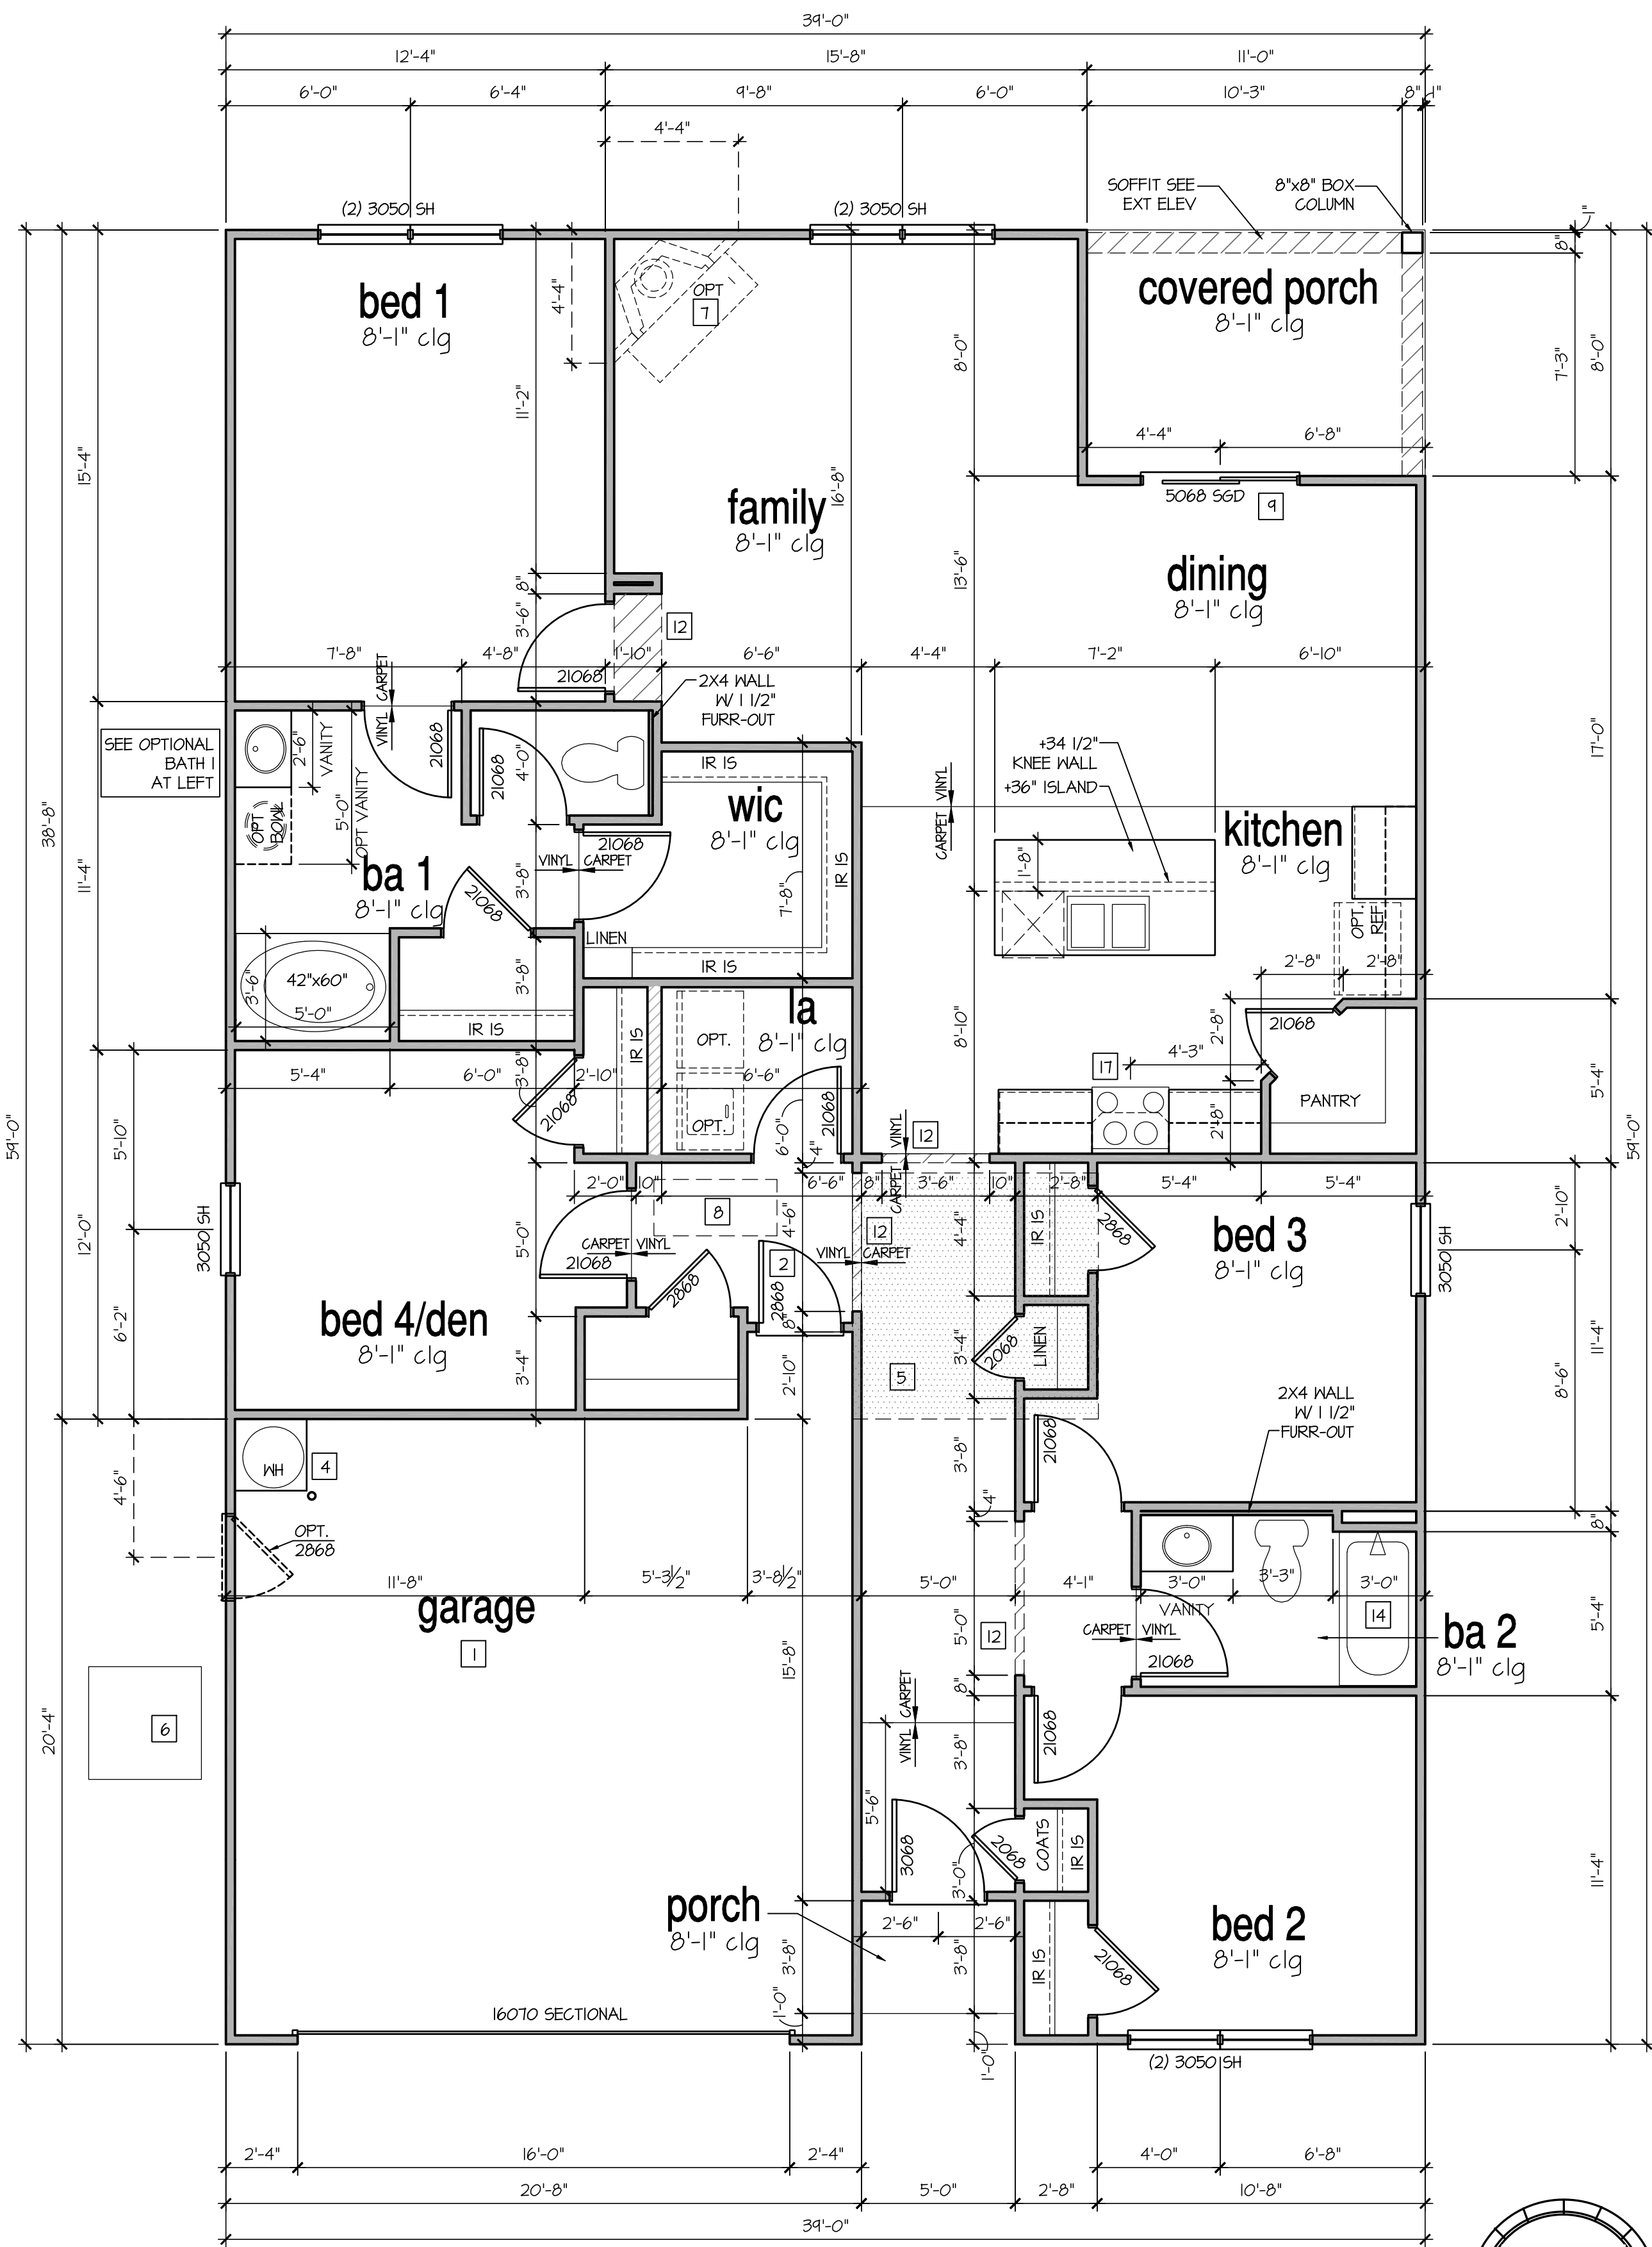 39'-0"
12'-4" 15'-8" 11'-0"
6'-0" 6'-4" 9'-8" 6'-0" 10'-3" 8" 1"
4'-4"
(2) 3050 SH
(2) 3050 SH
SOFFIT SEE
EXT ELEV
8"x8" BOX
COLUMN
1"
8"
bed 1
8'-1" clg
4'-4"
OPT
7
covered porch
8'-1" clg
11'-2"
8'-0"
7'-3"
8'-0"
4'-4" 6'-8"
15'-4"
family
8'-1" clg
16'-8"
5068 SGD
9
13'-6"
dining
8'-1" clg
8"
3'-6"
12
21068
7'-8" 4'-8" 1'-10" 6'-6" 4'-4" 7'-2" 6'-10"
CARPET
VINYL
2X4 WALL
W/ 1 1/2"
FURR-OUT
SEE OPTIONAL
BATH 1
AT LEFT
2'-6"
VANITY
5'-0"
OPT VANITY
21068
21068
4'-0"
OPT
BOWL
IR IS
wic
8'-1" clg
7'-8"
IR IS
IR IS
LINEN
21068
VINYL CARPET
3'-8"
ba 1
8'-1" clg
21068
3'-8"
17'-0"
+34 1/2"
KNEE WALL
+36" ISLAND
VINYL
CARPET
1'-8"
kitchen
8'-1" clg
OPT.
REF
2'-8" 2'-8"
38'-8"
11'-4"
59'-0"
3'-6"
42"x60"
5'-0"
IR IS
la
8'-1" clg
IR IS
OPT.
OPT.
21068
6'-0"
4"
8'-10"
2'-8"
21068
17
4'-3"
2'-8"
PANTRY
5'-4"
59'-0"
5'-4" 6'-0" 2'-10" 6'-6"
3'-8"
21068
5'-10"
12'-0"
6'-2"
VINYL
CARPET
12
2'-0" 10" 6'-6" 8" 3'-6" 10" 2'-8" 5'-4" 5'-4"
3050 SH
8
4'-6"
12
VINYL CARPET
4'-4"
IR IS
2868
bed 3
8'-1" clg
2'-10"
3050 SH
5'-0"
CARPET VINYL
21068
2
2868
2868
8"
bed 4/den
8'-1" clg
3'-4"
2'-10"
5
3'-4"
2068
LINEN
11'-4"
8'-6"
2X4 WALL
W/ 1 1/2"
FURR-OUT
WH
4
4'-6"
OPT.
2868
3'-8"
21068
4"
8"
11'-8" 5'-3 1/2" 3'-8 1/2" 5'-0" 4'-1" 3'-0" 3'-3" 3'-0"
garage
1
VANITY
14
5'-4"
12
5'-0"
CARPET VINYL
21068
ba 2
8'-1" clg
6
20'-4"
15'-8"
CARPET
VINYL
8"
3'-8"
21068
5'-6"
3068
2068
3'-0"
COATS
IR IS
11'-4"
porch
8'-1" clg
2'-6" 2'-6"
3'-8"
3'-8"
IR IS
21068
bed 2
8'-1" clg
1'-0"
1'-0"
16070 SECTIONAL
(2) 3050 SH
2'-4" 16'-0" 2'-4" 4'-0" 6'-8"
20'-8" 5'-0" 2'-8" 10'-8"
39'-0"